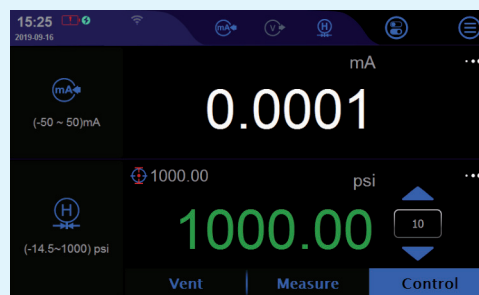 15:25
2019-09-16
mA V H
mA
mA
(-50 ~ 50)mA
0.0001
1000.00
psi
H
(-14.5~1000) psi
1000.00
10
Vent Measure Control